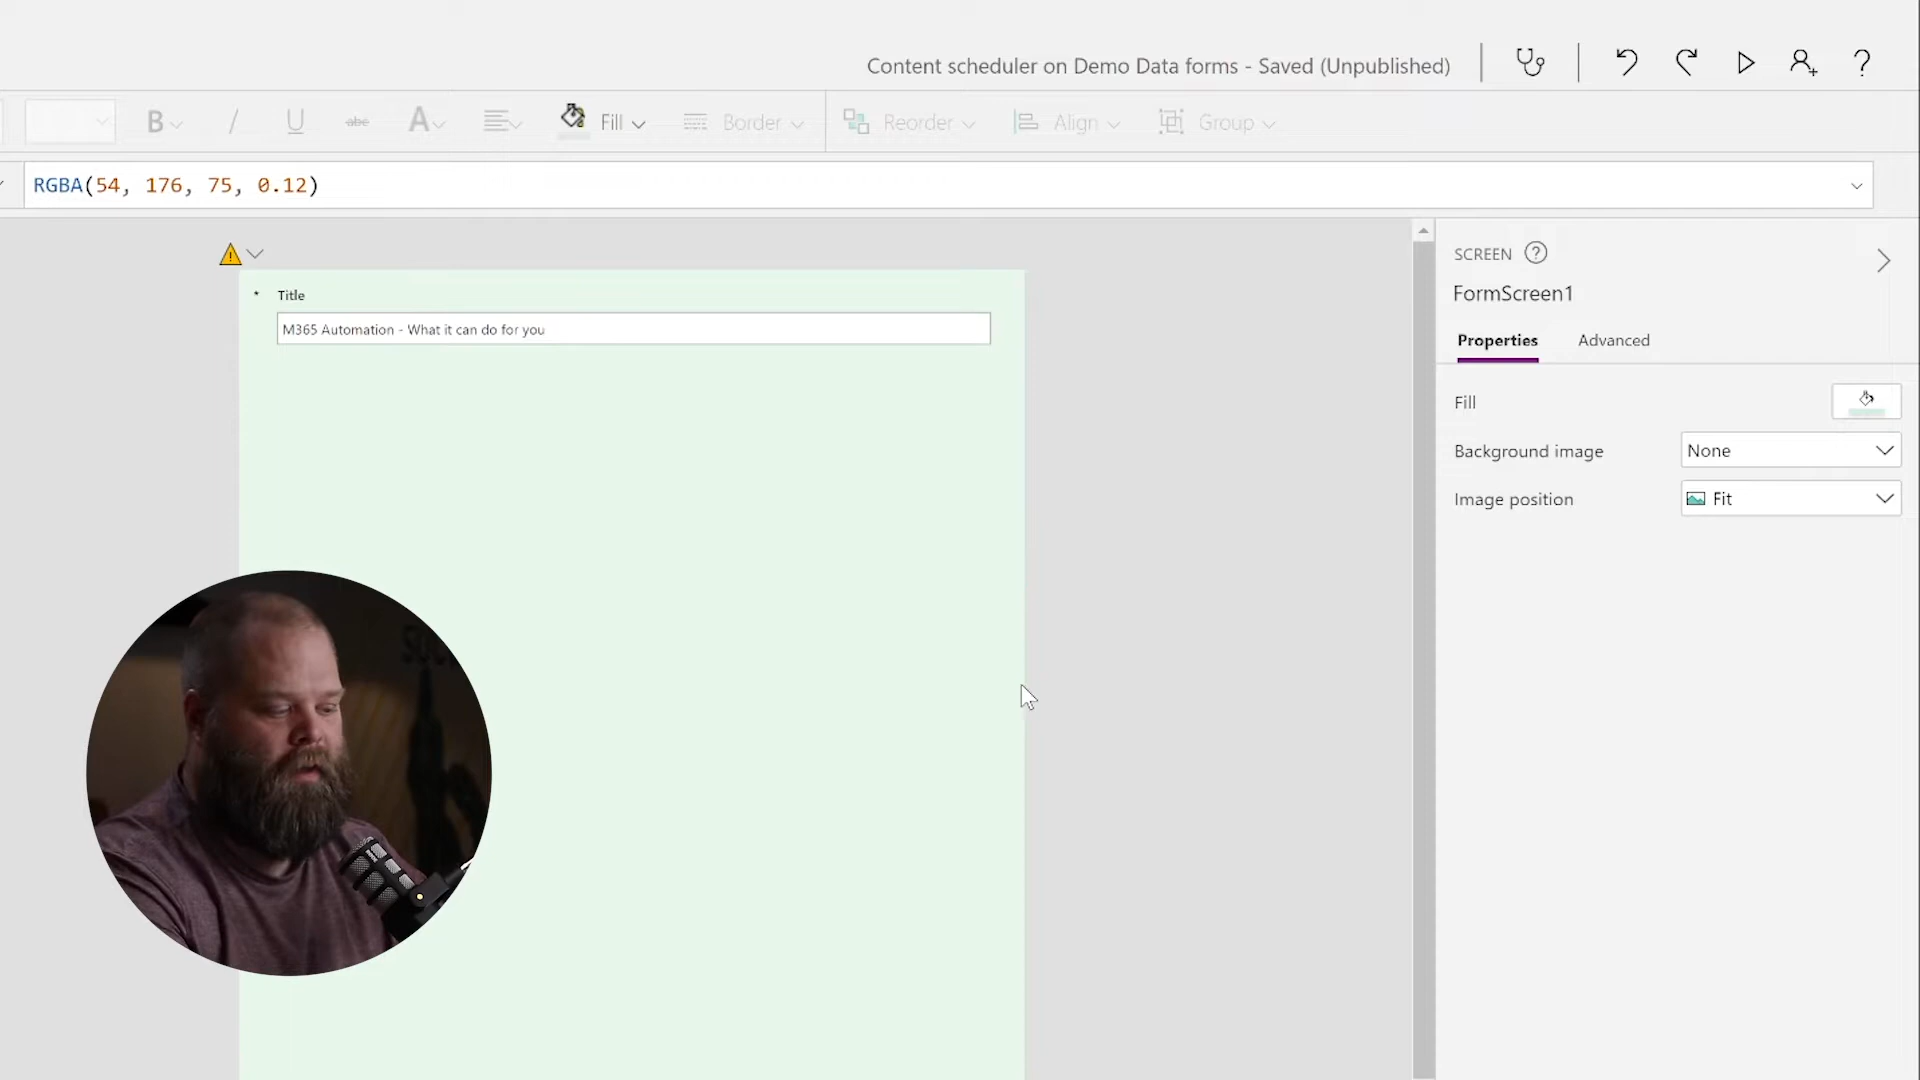 Content scheduler on Demo Data forms - Saved (Unpublished)
B / U abc A Fill Border Reorder Align Group
RGBA(54, 176, 75, 0.12)
SCREEN
FormScreen1
Properties Advanced
Fill
Background image None
Image position Fit
* Title
M365 Automation - What it can do for you